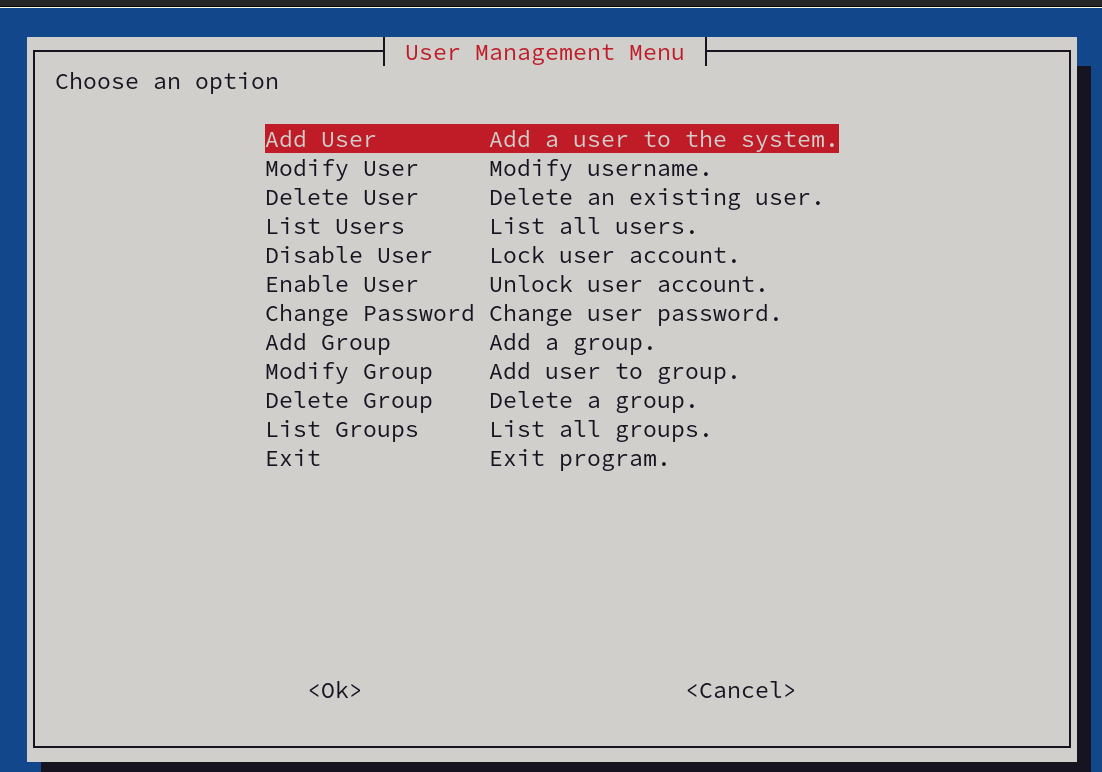 User Management Menu
Choose an option
Add User Add a user to the system.
Modify User Modify username.
Delete User Delete an existing user.
List Users List all users.
Disable User Lock user account.
Enable User Unlock user account.
Change Password Change user password.
Add Group Add a group.
Modify Group Add user to group.
Delete Group Delete a group.
List Groups List all groups.
Exit Exit program.
<Ok> <Cancel>